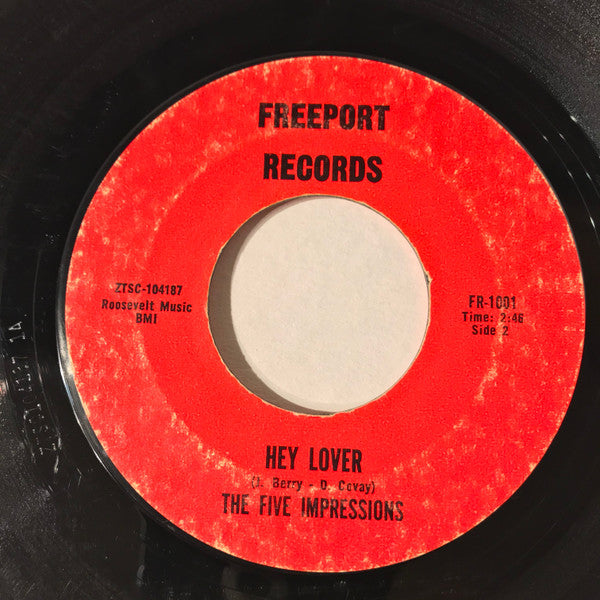 FREEPORT
RECORDS
ZTSC-104187
Roosevelt Music
BMI
FR-1001
Time: 2:46
Side 2
HEY LOVER
(J. Berry - D. Covay)
THE FIVE IMPRESSIONS